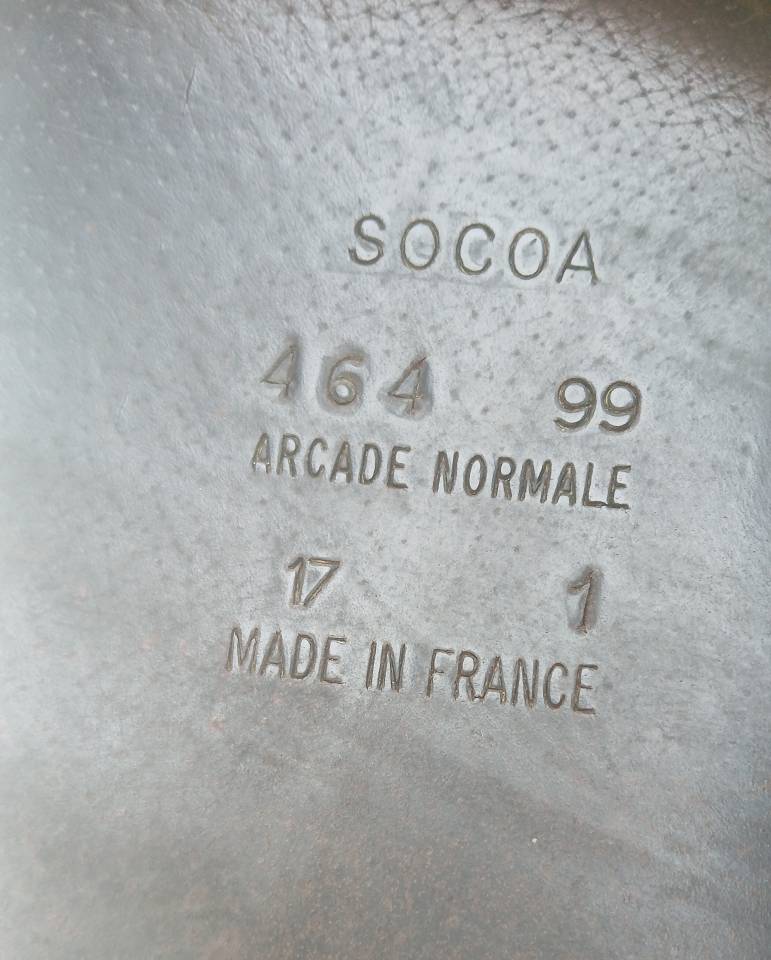 SOCOA
464 99
ARCADE NORMALE
17 1
MADE IN FRANCE